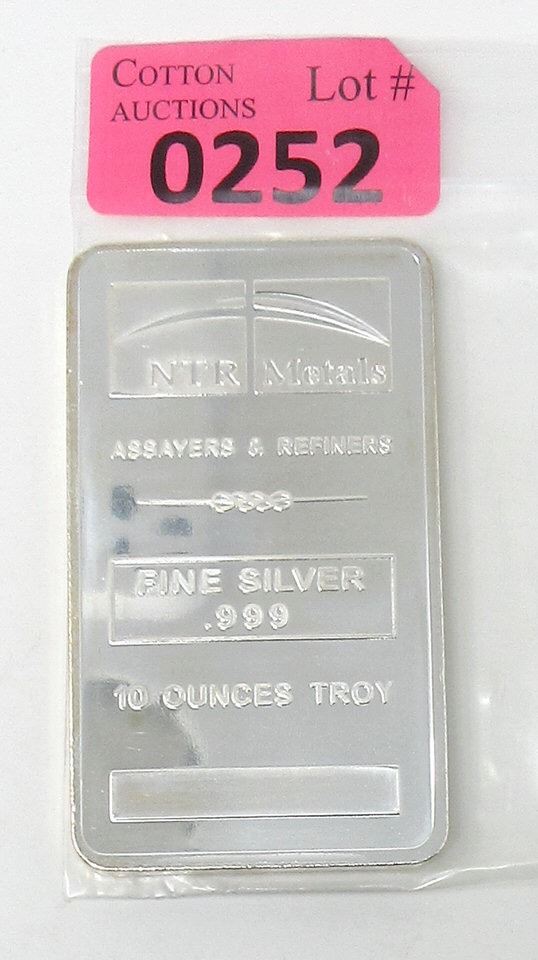 COTTON AUCTIONS Lot #
0252
NTR Metals
ASSAYERS & REFINERS
FINE SILVER
.999
10 OUNCES TROY